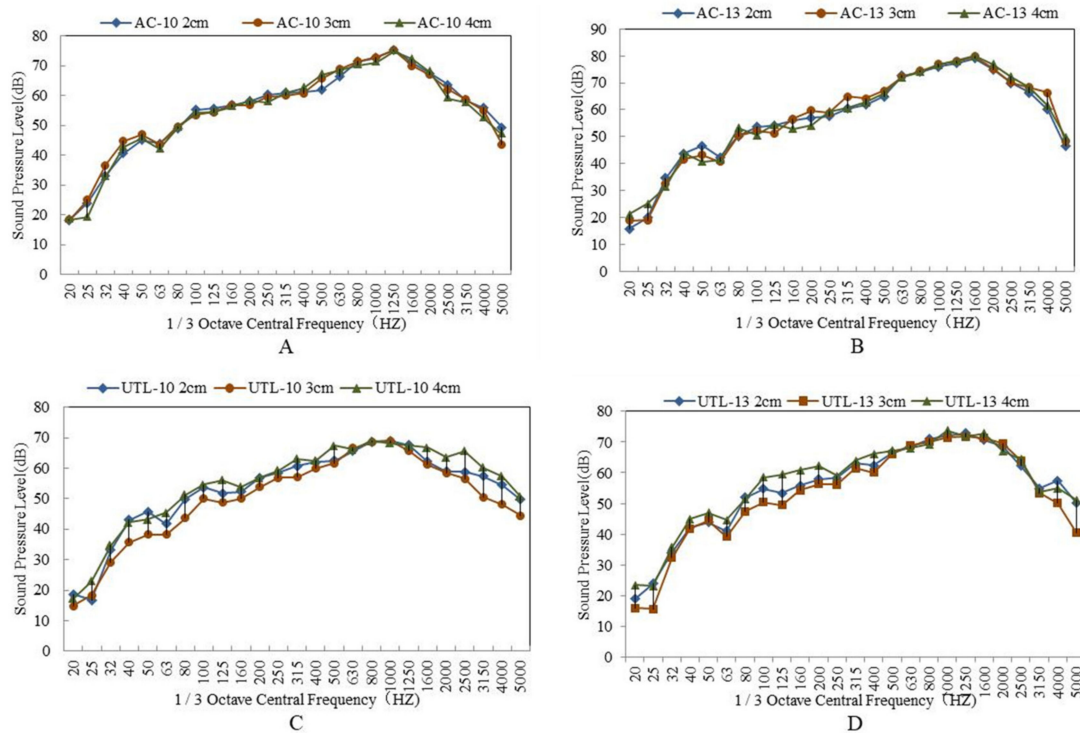 AC-10 2cm AC-10 3cm AC-10 4cm
80
70
60
50
40
30
20
10
0
Sound Pressure Level(dB)
20 25 32 40 50 63 80 100 125 160 200 250 315 400 500 630 800 1000 1250 1600 2000 2500 3150 4000 5000
1 / 3 Octave Central Frequency（HZ）
A
AC-13 2cm AC-13 3cm AC-13 4cm
90
80
70
60
50
40
30
20
10
0
Sound Pressure Level(dB)
20 25 32 40 50 63 80 100 125 160 200 250 315 400 500 630 800 1000 1250 1600 2000 2500 3150 4000 5000
1 / 3 Octave Central Frequency（HZ）
B
UTL-10 2cm UTL-10 3cm UTL-10 4cm
80
70
60
50
40
30
20
10
0
Sound Pressure Level(dB)
20 25 32 40 50 63 80 100 125 160 200 250 315 400 500 630 800 1000 1250 1600 2000 2500 3150 4000 5000
1 / 3 Octave Central Frequency（HZ）
C
UTL-13 2cm UTL-13 3cm UTL-13 4cm
80
70
60
50
40
30
20
10
0
Sound Pressure Level(dB)
20 25 32 40 50 63 80 100 125 160 200 250 315 400 500 630 800 1000 1250 1600 2000 2500 3150 4000 5000
1 / 3 Octave Central Frequency（HZ）
D